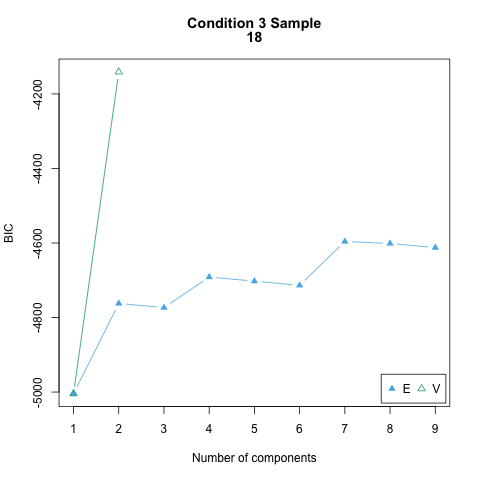 Condition 3 Sample
18
BIC
-4200
-4400
-4600
-4800
-5000
1 2 3 4 5 6 7 8 9
Number of components
E V